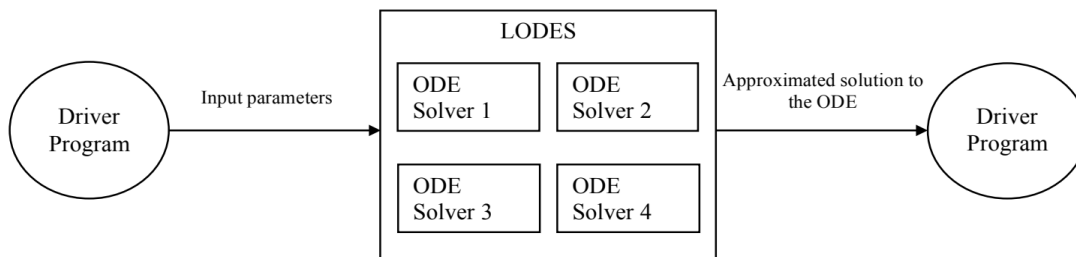 LODES
Driver
Program
Input parameters
ODE
Solver 1
ODE
Solver 2
ODE
Solver 3
ODE
Solver 4
Approximated solution to
the ODE
Driver
Program